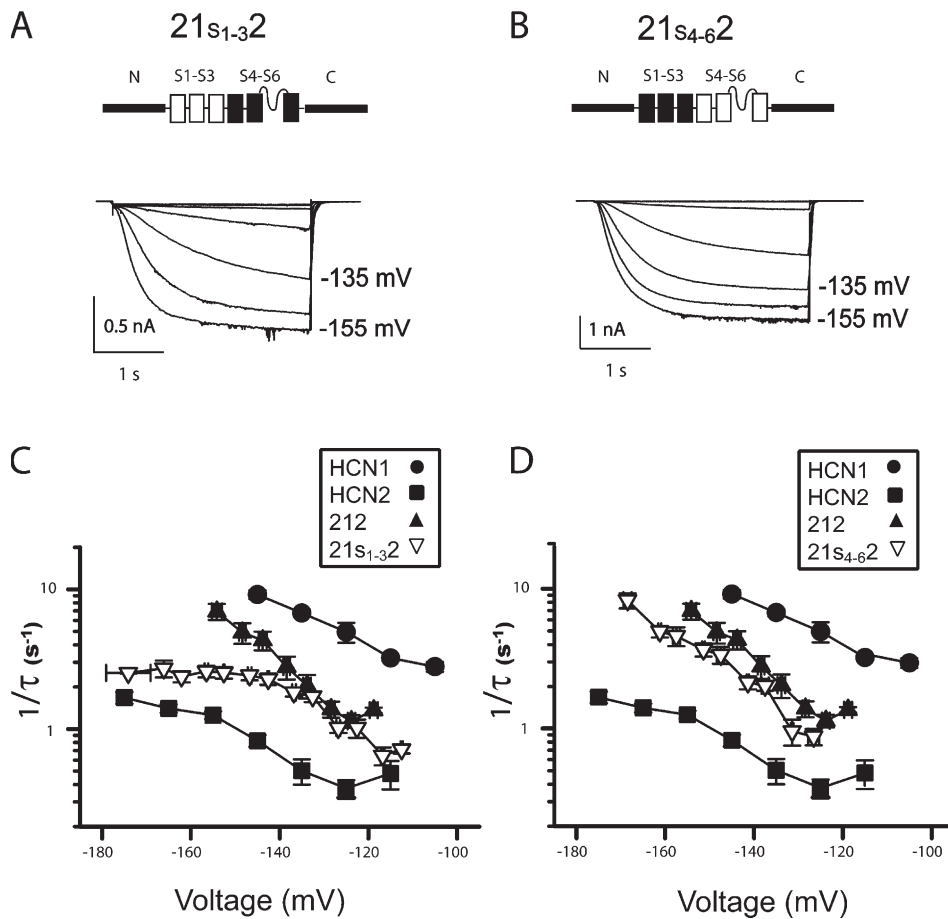 A
21s1-32
N
S1-S3
S4-S6
C
-135 mV
0.5 nA
-155 mV
1 s
B
21s4-62
N
S1-S3
S4-S6
C
-135 mV
1 nA
-155 mV
1 s
C
HCN1
HCN2
212
21s1-32
10
1
1/τ (s-1)
-180
-160
-140
-120
-100
Voltage (mV)
D
HCN1
HCN2
212
21s4-62
10
1
1/τ (s-1)
-180
-160
-140
-120
-100
Voltage (mV)